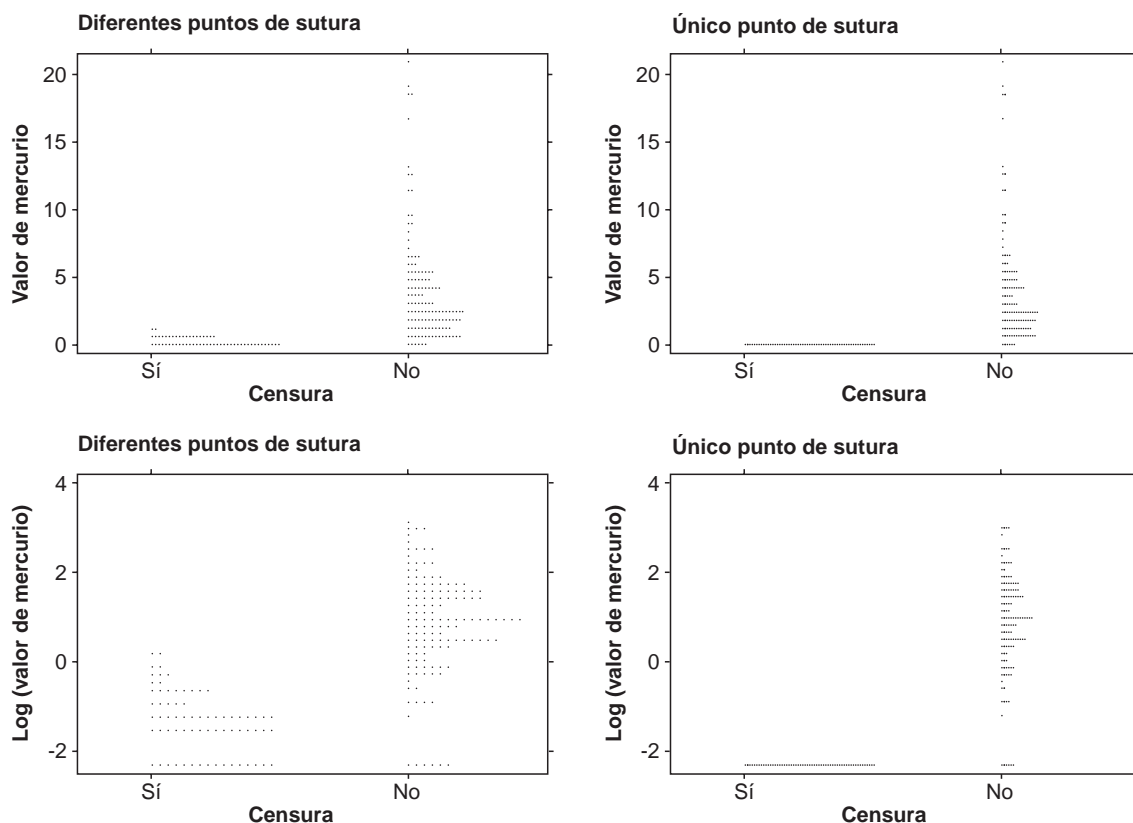 Diferentes puntos de sutura
Valor de mercurio
20
15
10
5
0
Sí
No
Censura
Único punto de sutura
Valor de mercurio
20
15
10
5
0
Sí
No
Censura
Diferentes puntos de sutura
Log (valor de mercurio)
4
2
0
-2
Sí
No
Censura
Único punto de sutura
Log (valor de mercurio)
4
2
0
-2
Sí
No
Censura